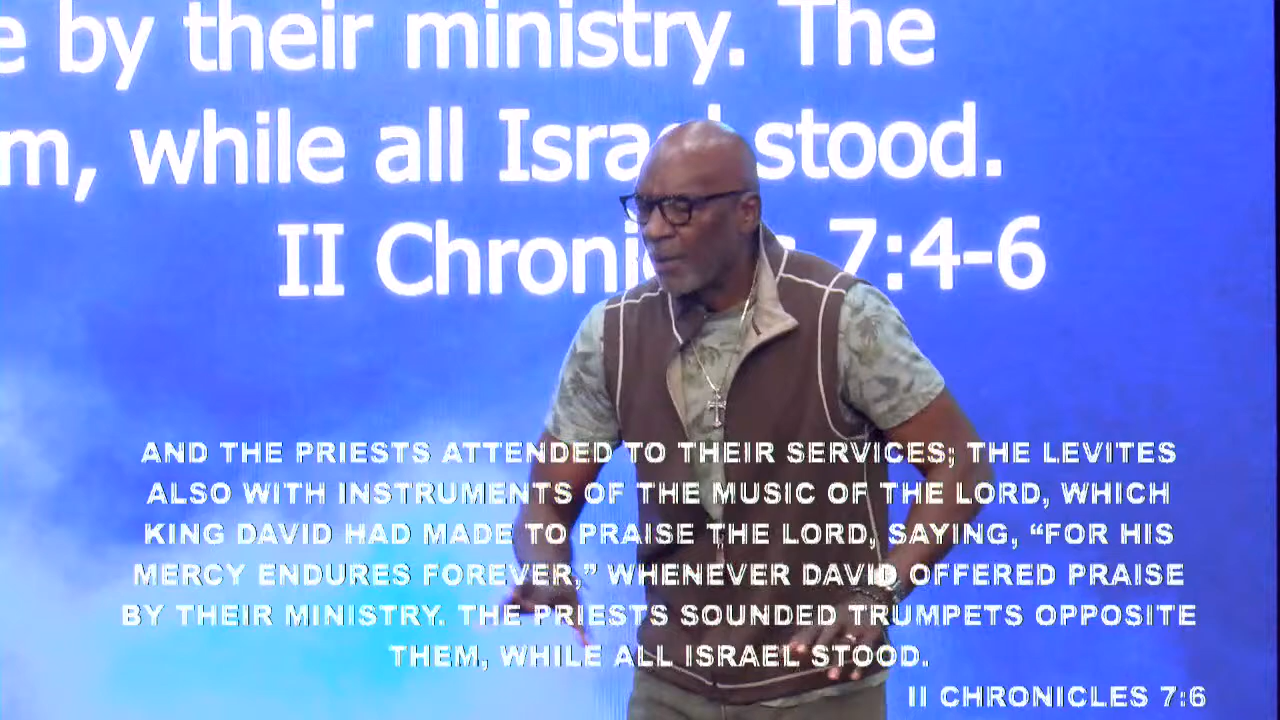 by their ministry. The
while all Israel stood.
II Chronicles 7:4-6
AND THE PRIESTS ATTENDED TO THEIR SERVICES; THE LEVITES
ALSO WITH INSTRUMENTS OF THE MUSIC OF THE LORD, WHICH
KING DAVID HAD MADE TO PRAISE THE LORD, SAYING, “FOR HIS
MERCY ENDURES FOREVER,” WHENEVER DAVID OFFERED PRAISE
BY THEIR MINISTRY. THE PRIESTS SOUNDED TRUMPETS OPPOSITE
THEM, WHILE ALL ISRAEL STOOD.
II CHRONICLES 7:6